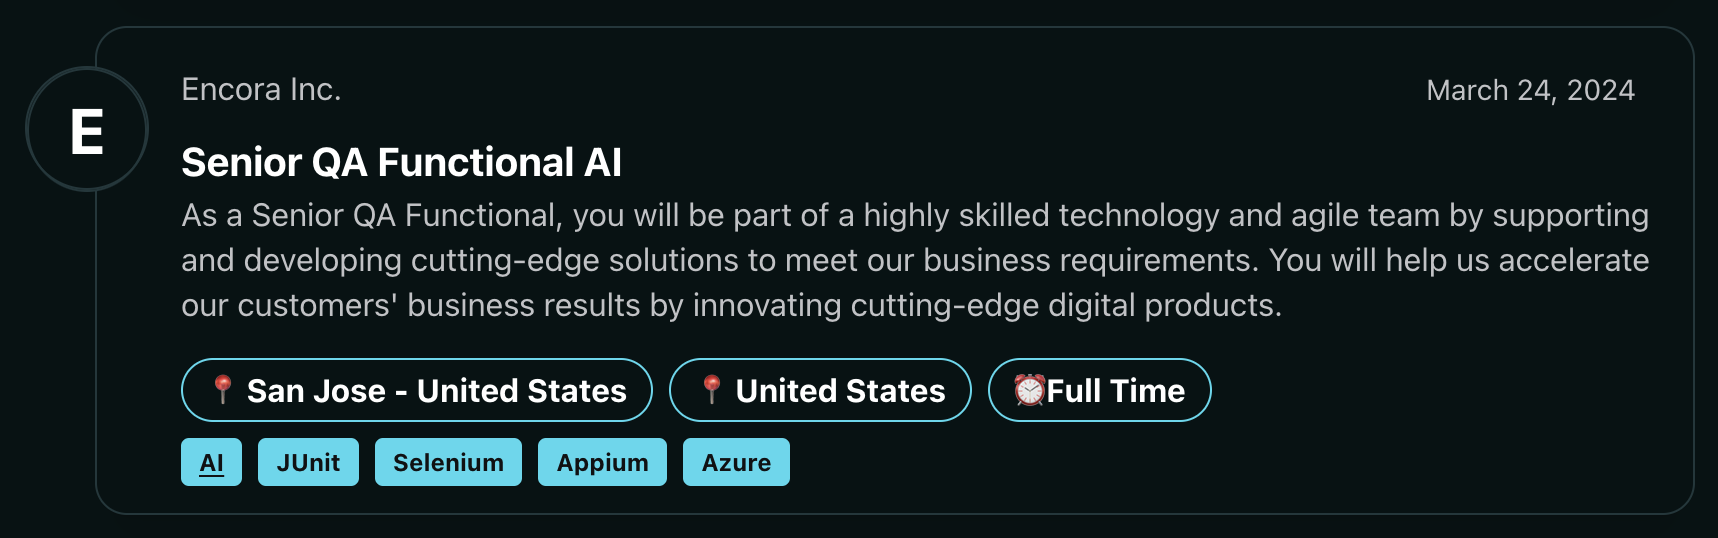 E
Encora Inc.
March 24, 2024
Senior QA Functional AI
As a Senior QA Functional, you will be part of a highly skilled technology and agile team by supporting
and developing cutting-edge solutions to meet our business requirements. You will help us accelerate
our customers' business results by innovating cutting-edge digital products.
📍 San Jose - United States
📍 United States
⏰Full Time
AI
JUnit
Selenium
Appium
Azure